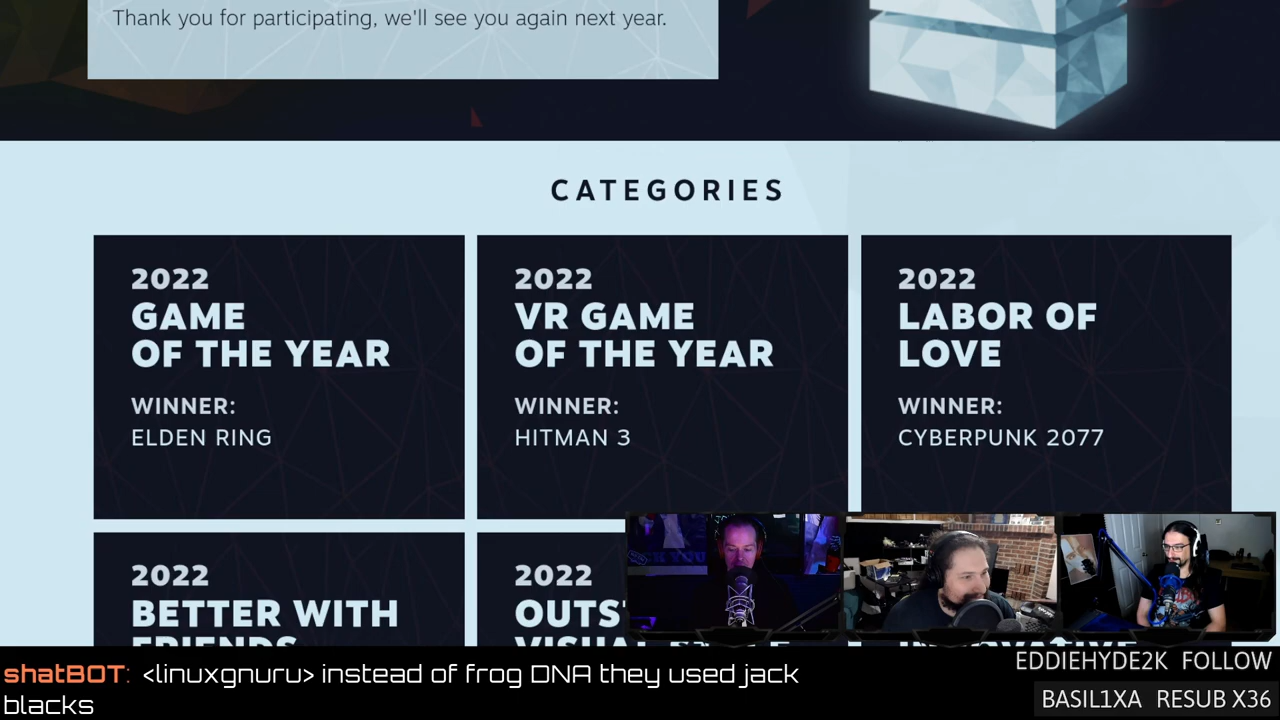 Thank you for participating, we'll see you again next year.
CATEGORIES
2022
GAME
OF THE YEAR
WINNER:
ELDEN RING
2022
VR GAME
OF THE YEAR
WINNER:
HITMAN 3
2022
LABOR OF
LOVE
WINNER:
CYBERPUNK 2077
2022
BETTER WITH
FRIENDS
2022
shatBOT: <linuxgnuru> instead of frog DNA they used jack
blacks
EDDIEHYDE2K FOLLOW
BASIL1XA RESUB X36